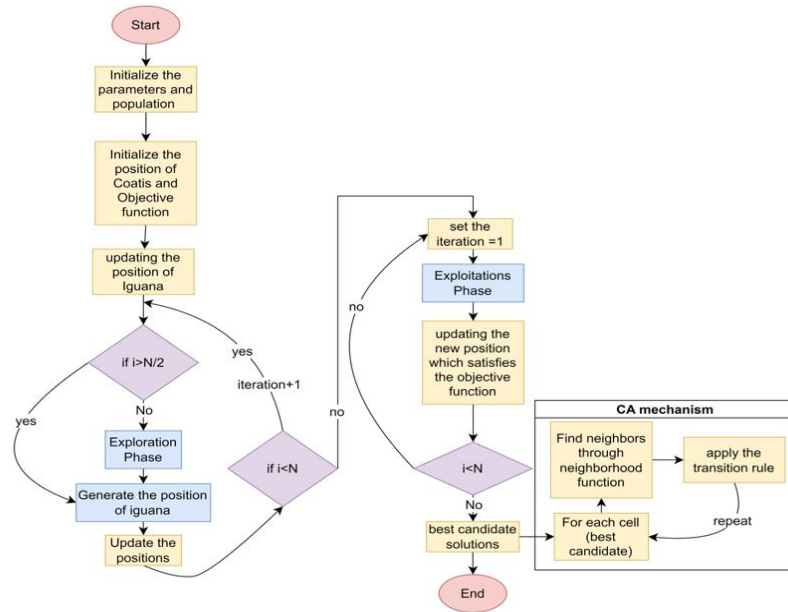 Start
Initialize the
parameters and
population
Initialize the
position of
Coatis and
Objective
function
updating the
position of
Iguana
if i>N/2
yes
No
Exploration
Phase
Generate the position
of iguana
Update the
positions
yes
iteration+1
if i<N
no
set the
iteration =1
Exploitations
Phase
no
updating the
new position
which satisfies
the objective
function
i<N
No
best candidate
solutions
End
CA mechanism
Find neighbors
through
neighborhood
function
apply the
transition rule
For each cell
(best
candidate)
repeat